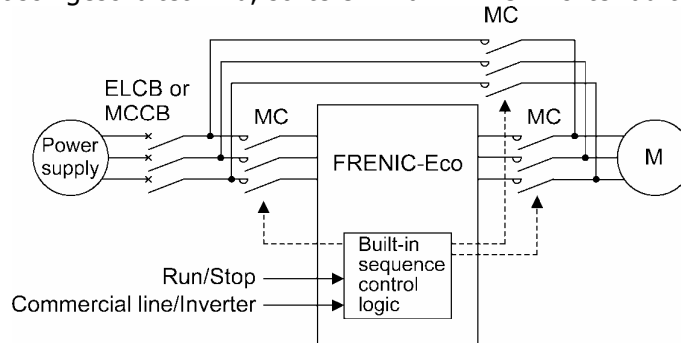 MC
ELCB or
MCCB
MC
MC
Power
supply
FRENIC-Eco
M
Built-in
sequence
control
logic
Run/Stop
Commercial line/Inverter